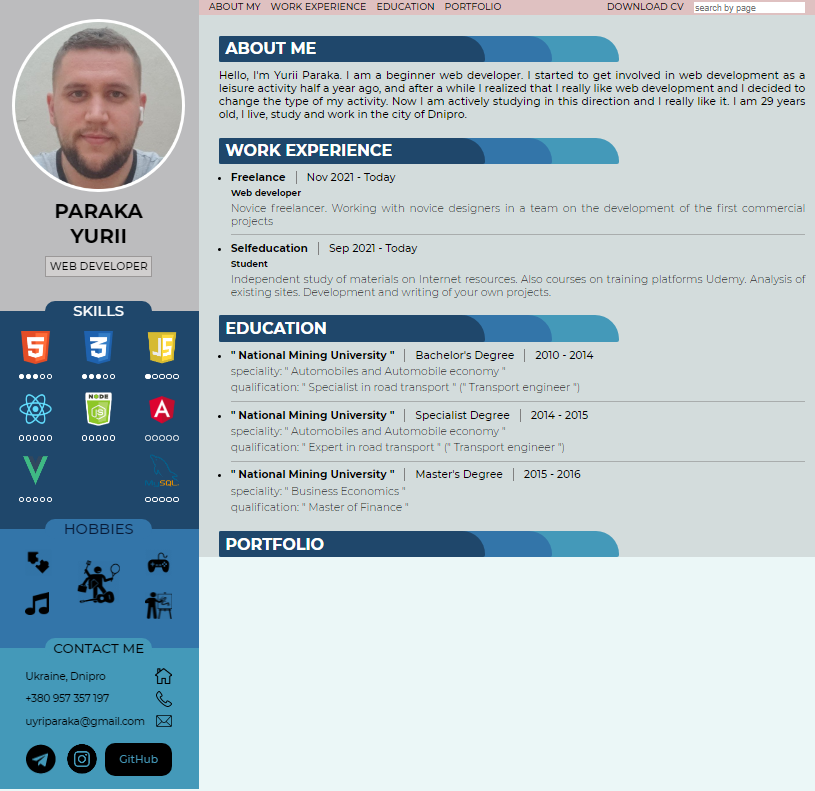 ABOUT MY WORK EXPERIENCE EDUCATION PORTFOLIO DOWNLOAD CV search by page
PARAKA
YURII
WEB DEVELOPER
SKILLS
5 3 JS
NODE
JS
MySQL
HOBBIES
CONTACT ME
Ukraine, Dnipro
+380 957 357 197
uyriparaka@gmail.com
GitHub
ABOUT ME
Hello, I'm Yurii Paraka. I am a beginner web developer. I started to get involved in web development as a
leisure activity half a year ago, and after a while I realized that I really like web development and I decided to
change the type of my activity. Now I am actively studying in this direction and I really like it. I am 29 years
old, I live, study and work in the city of Dnipro.
WORK EXPERIENCE
Freelance | Nov 2021 - Today
Web developer
Novice freelancer. Working with novice designers in a team on the development of the first commercial
projects
Selfeducation | Sep 2021 - Today
Student
Independent study of materials on Internet resources. Also courses on training platforms Udemy. Analysis of
existing sites. Development and writing of your own projects.
EDUCATION
" National Mining University " | Bachelor's Degree | 2010 - 2014
speciality: " Automobiles and Automobile economy "
qualification: " Specialist in road transport " (" Transport engineer ")
" National Mining University " | Specialist Degree | 2014 - 2015
speciality: " Automobiles and Automobile economy "
qualification: " Expert in road transport " (" Transport engineer ")
" National Mining University " | Master's Degree | 2015 - 2016
speciality: " Business Economics "
qualification: " Master of Finance "
PORTFOLIO